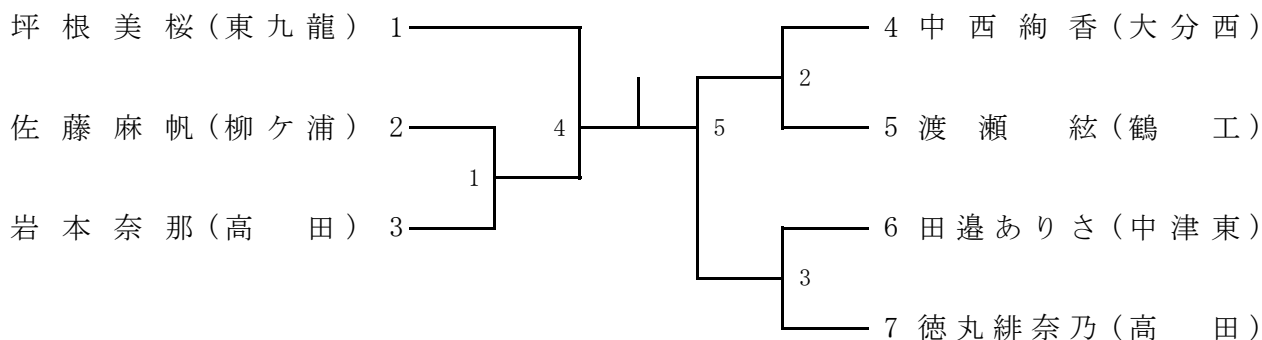 坪根美桜(東九龍) 1
佐藤麻帆(柳ケ浦) 2
岩本奈那(高田) 3
1
4
5
2
3
4 中西絢香(大分西)
5 渡瀬絃(鶴工)
6 田邉ありさ(中津東)
7 徳丸緋奈乃(高田)